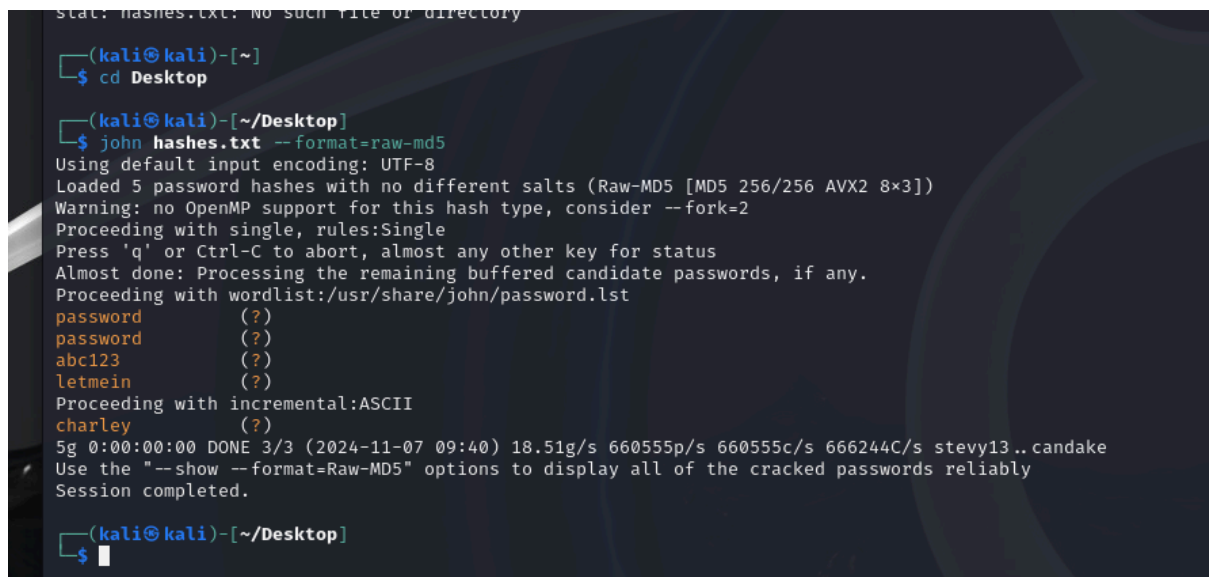 stat: hashes.txt: No such file or directory
┌──(kali㉿kali)-[~]
└─$ cd Desktop
┌──(kali㉿kali)-[~/Desktop]
└─$ john hashes.txt --format=raw-md5
Using default input encoding: UTF-8
Loaded 5 password hashes with no different salts (Raw-MD5 [MD5 256/256 AVX2 8×3])
Warning: no OpenMP support for this hash type, consider --fork=2
Proceeding with single, rules:Single
Press 'q' or Ctrl-C to abort, almost any other key for status
Almost done: Processing the remaining buffered candidate passwords, if any.
Proceeding with wordlist:/usr/share/john/password.lst
password (?)
password (?)
abc123 (?)
letmein (?)
Proceeding with incremental:ASCII
charley (?)
5g 0:00:00:00 DONE 3/3 (2024-11-07 09:40) 18.51g/s 660555p/s 660555c/s 666244C/s stevy13..candake
Use the "--show --format=Raw-MD5" options to display all of the cracked passwords reliably
Session completed.
┌──(kali㉿kali)-[~/Desktop]
└─$